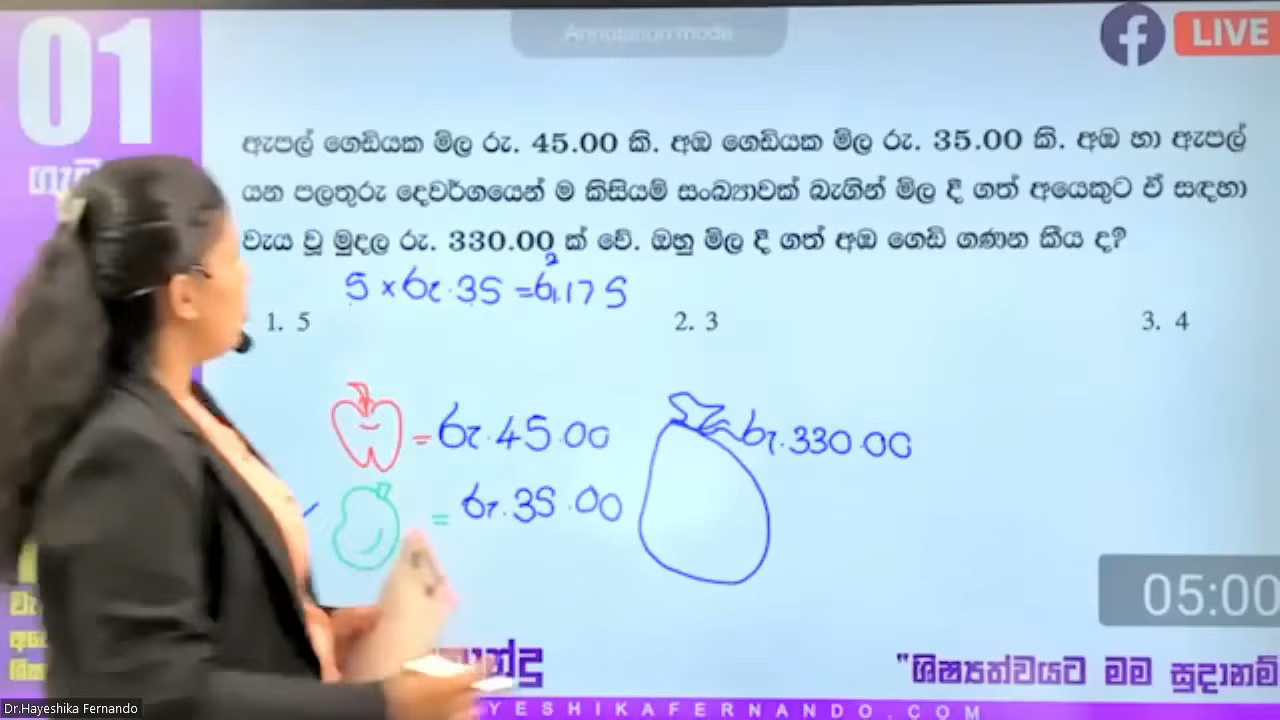 01
Annotation mode
LIVE
ඇපල් ගෙඩියක මිල රු. 45.00 කි. අඹ ගෙඩියක මිල රු. 35.00 කි. අඹ හා ඇපල්
යන පලතුරු දෙවර්ගයෙන් ම කිසියම් සංඛ්‍යාවක් බැගින් මිල දී ගත් අයෙකුට ඒ සඳහා
වැය වූ මුදල රු. 330.00 ක් වේ. ඔහු මිල දී ගත් අඹ ගෙඩි ගණන කීය ද?
2
5 × රු. 35 = රු. 175
1. 5 2. 3 3. 4
= රු. 45.00 රු. 330.00
= රු. 35.00
05:00
"ශිෂ්‍යත්වයට මම සුදානම්
YESHIKAFERNANDO.COM
Dr.Hayeshika Fernando